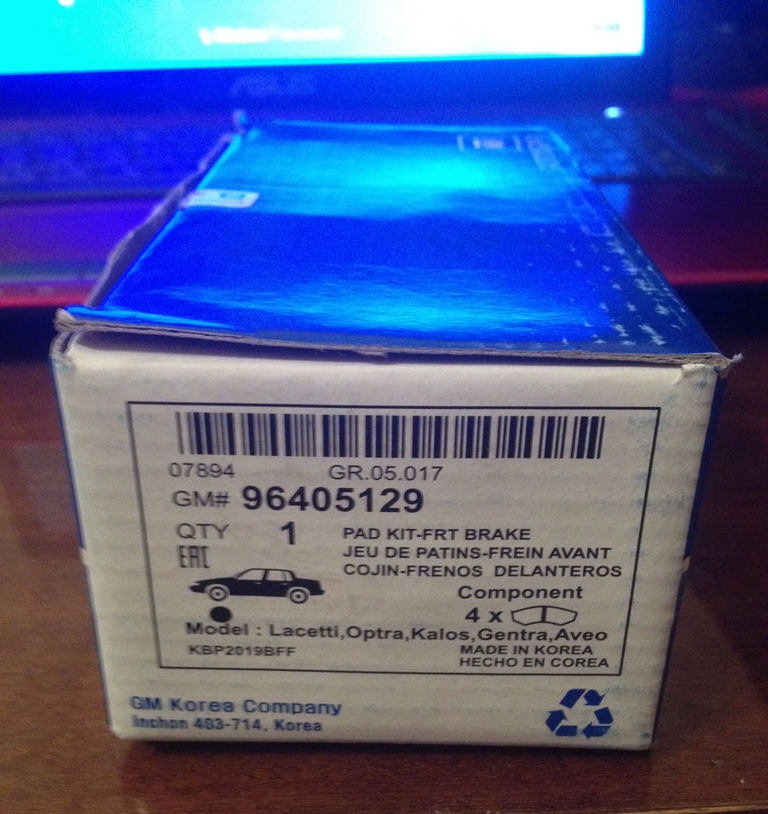 ASUS
07894 GR.05.017
GM# 96405129
QTY 1 PAD KIT-FRT BRAKE
JEU DE PATINS-FREIN AVANT
EAC
COJIN-FRENOS DELANTEROS
Component
4 x
Model : Lacetti,Optra,Kalos,Gentra,Aveo
KBP2019BFF MADE IN KOREA
HECHO EN COREA
GM Korea Company
Inchon 403-714, Korea